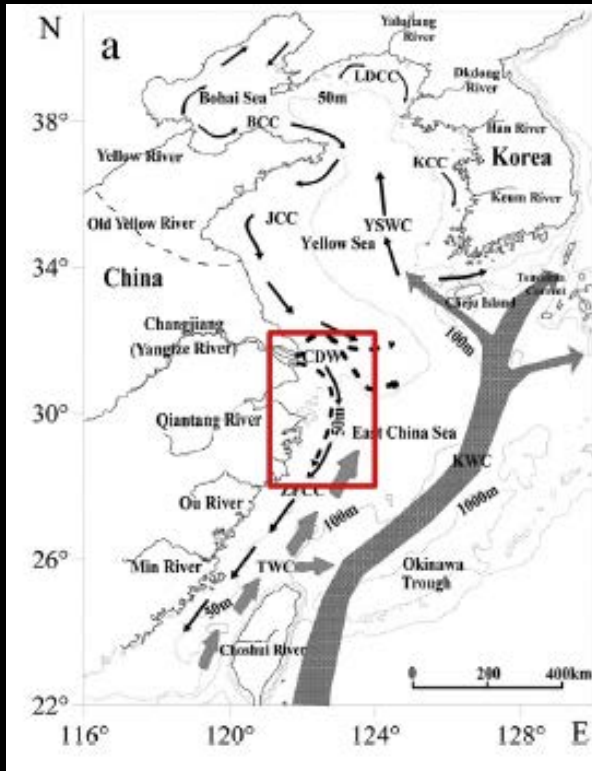 N
a
Yalujiang
River
LDCC
Bohai Sea
50m
Dkdong River
BCC
38°
Han River
Yellow River
KCC
Korea
Keum River
JCC
Old Yellow River
YSWC
Yellow Sea
34°
China
Cheju Island
Changjiang
(Yangtze River)
100m
CDW
30°
Qiantang River
50m
East China Sea
KWC
ZFCC
1000m
Ou River
100m
26°
Min River
TWC
Okinawa
Trough
50m
Choshui River
0
200
400km
22°
116°
120°
124°
128°
E